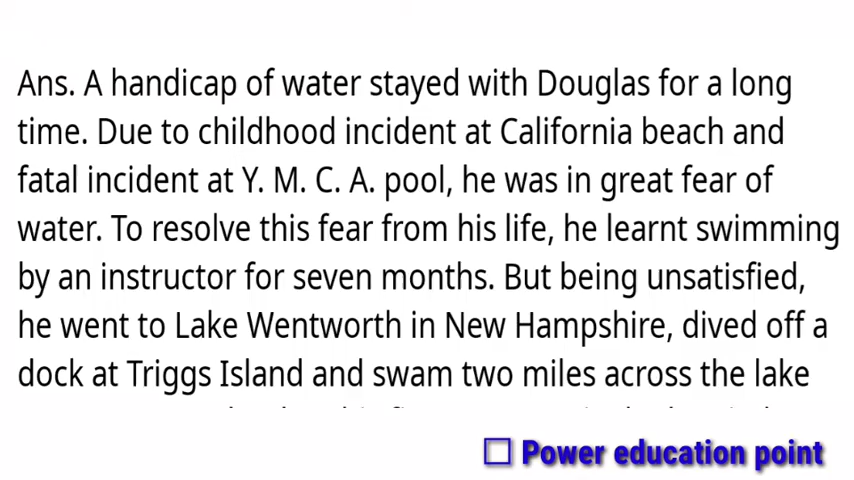 Ans. A handicap of water stayed with Douglas for a long
time. Due to childhood incident at California beach and
fatal incident at Y. M. C. A. pool, he was in great fear of
water. To resolve this fear from his life, he learnt swimming
by an instructor for seven months. But being unsatisfied,
he went to Lake Wentworth in New Hampshire, dived off a
dock at Triggs Island and swam two miles across the lake
☐ Power education point